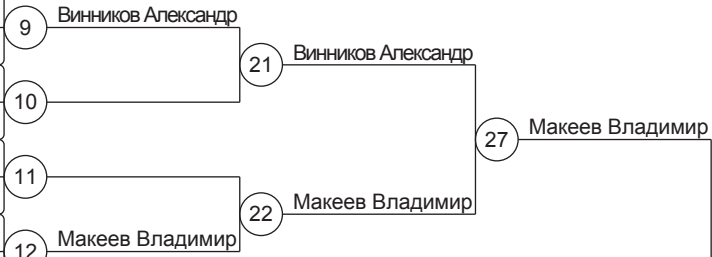 9 Винников Александр
21 Винников Александр
10
27 Макеев Владимир
11
22 Макеев Владимир
12 Макеев Владимир